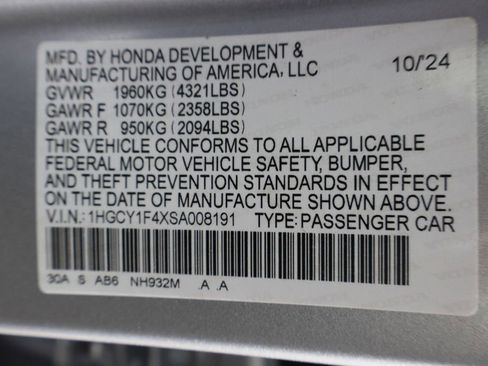 MFD. BY HONDA DEVELOPMENT &
MANUFACTURING OF AMERICA, LLC 10/'24
GVWR 1960KG (4321LBS)
GAWR F 1070KG (2358LBS)
GAWR R 950KG (2094LBS)
THIS VEHICLE CONFORMS TO ALL APPLICABLE
FEDERAL MOTOR VEHICLE SAFETY, BUMPER,
AND THEFT PREVENTION STANDARDS IN EFFECT
ON THE DATE OF MANUFACTURE SHOWN ABOVE.
V.I.N.: 1HGCY1F4XSA008191 TYPE: PASSENGER CAR
30A S AB6 NH932M .A .A